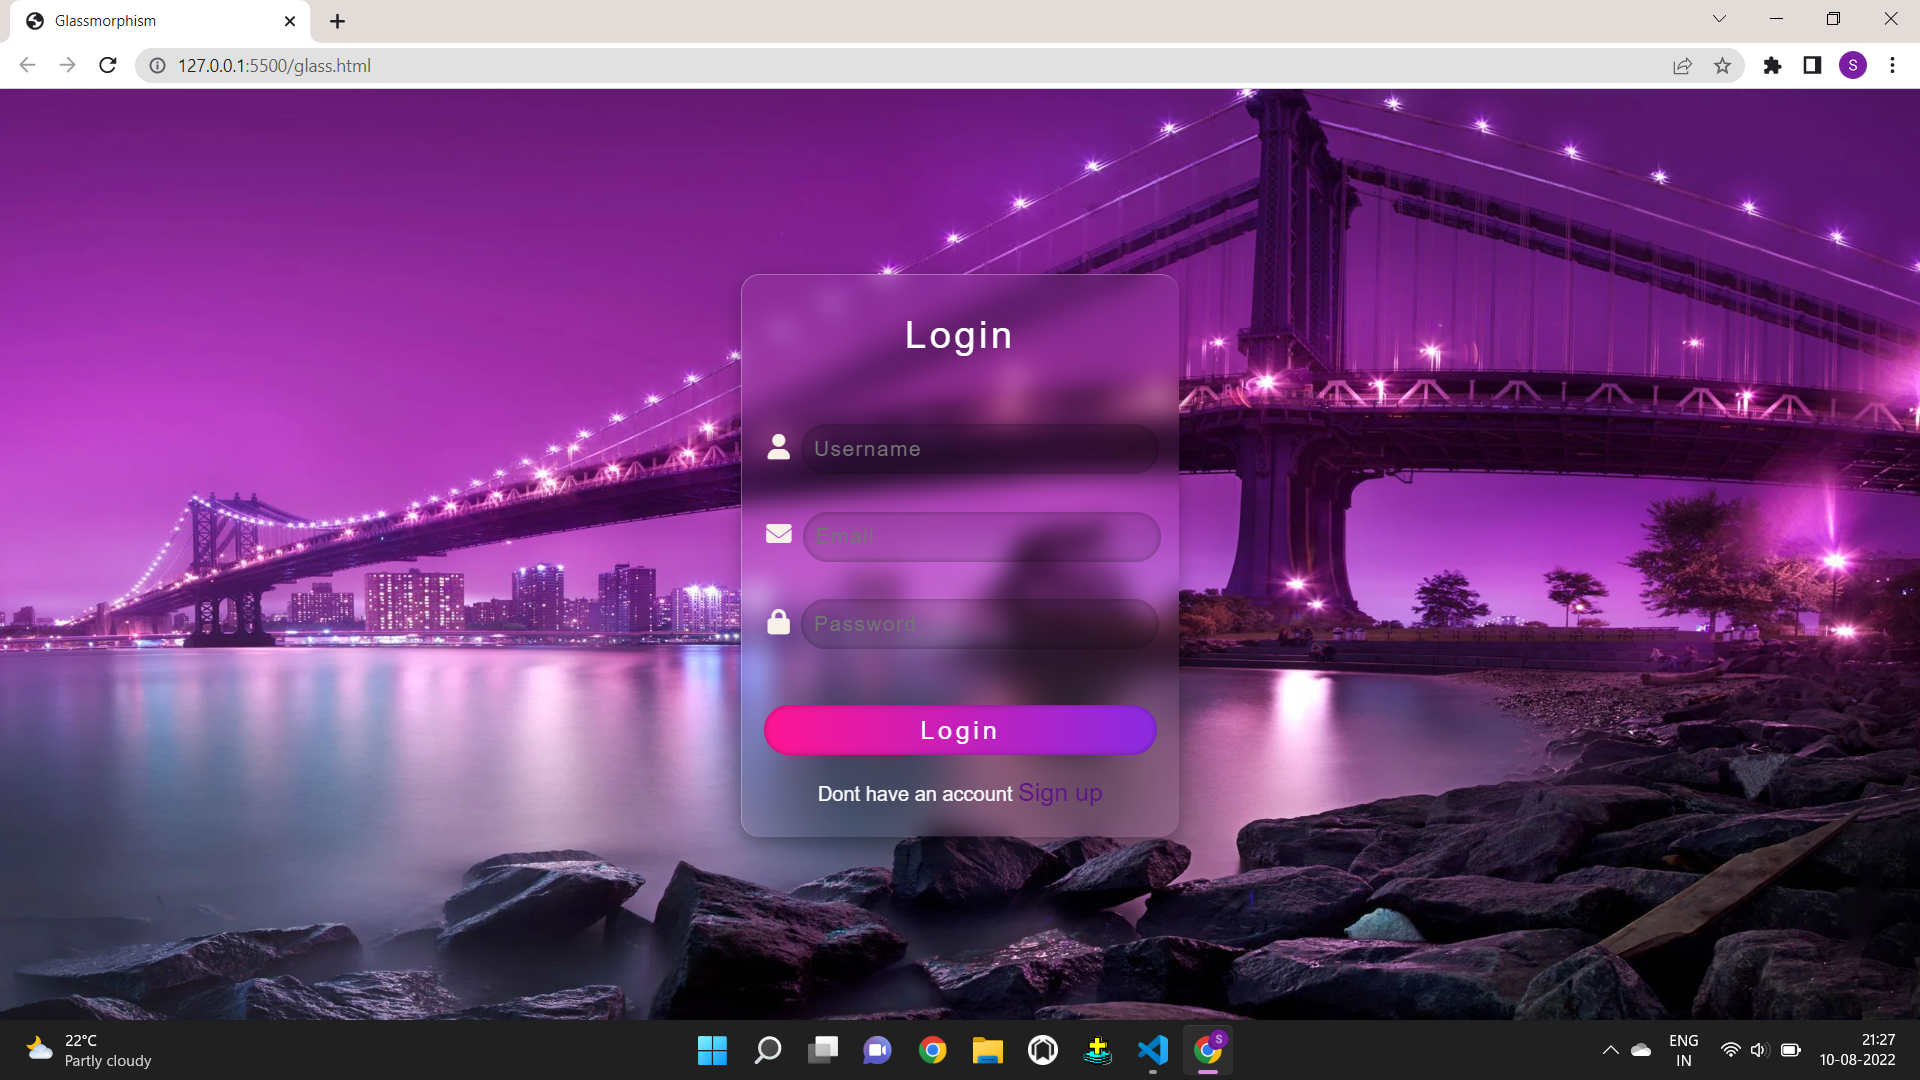 Glassmorphism
127.0.0.1:5500/glass.html
S
Login
Username
Email
Password
Login
Dont have an account Sign up
22°C
Partly cloudy
S
ENG
IN
21:27
10-08-2022